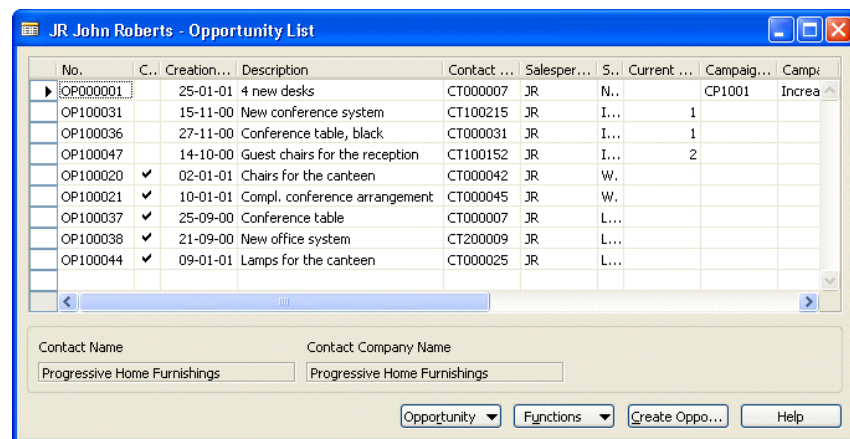 JR John Roberts - Opportunity List
No. C.. Creation... Description Contact ... Salesper... S.. Current ... Campaig... Campa
OP000001 25-01-01 4 new desks CT000007 JR N.. CP1001 Increa
OP100031 15-11-00 New conference system CT100215 JR I... 1
OP100036 27-11-00 Conference table, black CT000031 JR I... 1
OP100047 14-10-00 Guest chairs for the reception CT100152 JR I... 2
OP100020 ✔ 02-01-01 Chairs for the canteen CT000042 JR W.
OP100021 ✔ 10-01-01 Compl. conference arrangement CT000045 JR W.
OP100037 ✔ 25-09-00 Conference table CT000007 JR L...
OP100038 ✔ 21-09-00 New office system CT200009 JR L...
OP100044 ✔ 09-01-01 Lamps for the canteen CT000025 JR L...
Contact Name Contact Company Name
Progressive Home Furnishings Progressive Home Furnishings
Opportunity Functions Create Oppo... Help